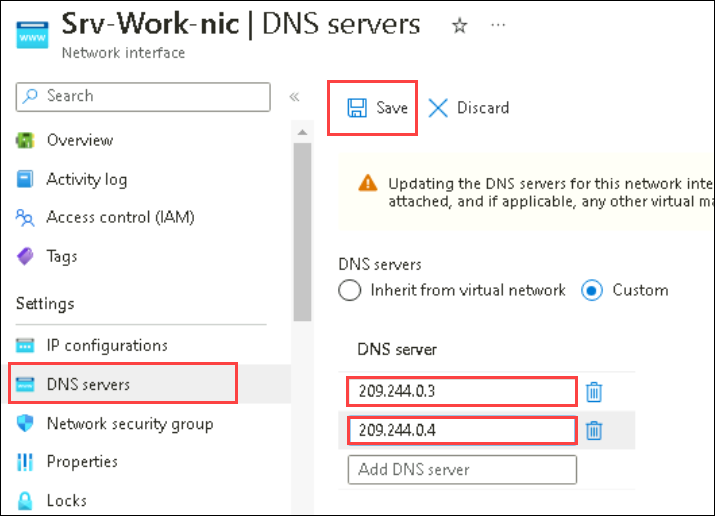 Srv-Work-nic | DNS servers
Network interface
Search
Overview
Activity log
Access control (IAM)
Tags
Settings
IP configurations
DNS servers
Network security group
Properties
Locks
Save
Discard
Updating the DNS servers for this network inte
attached, and if applicable, any other virtual ma
DNS servers
Inherit from virtual network
Custom
DNS server
209.244.0.3
209.244.0.4
Add DNS server